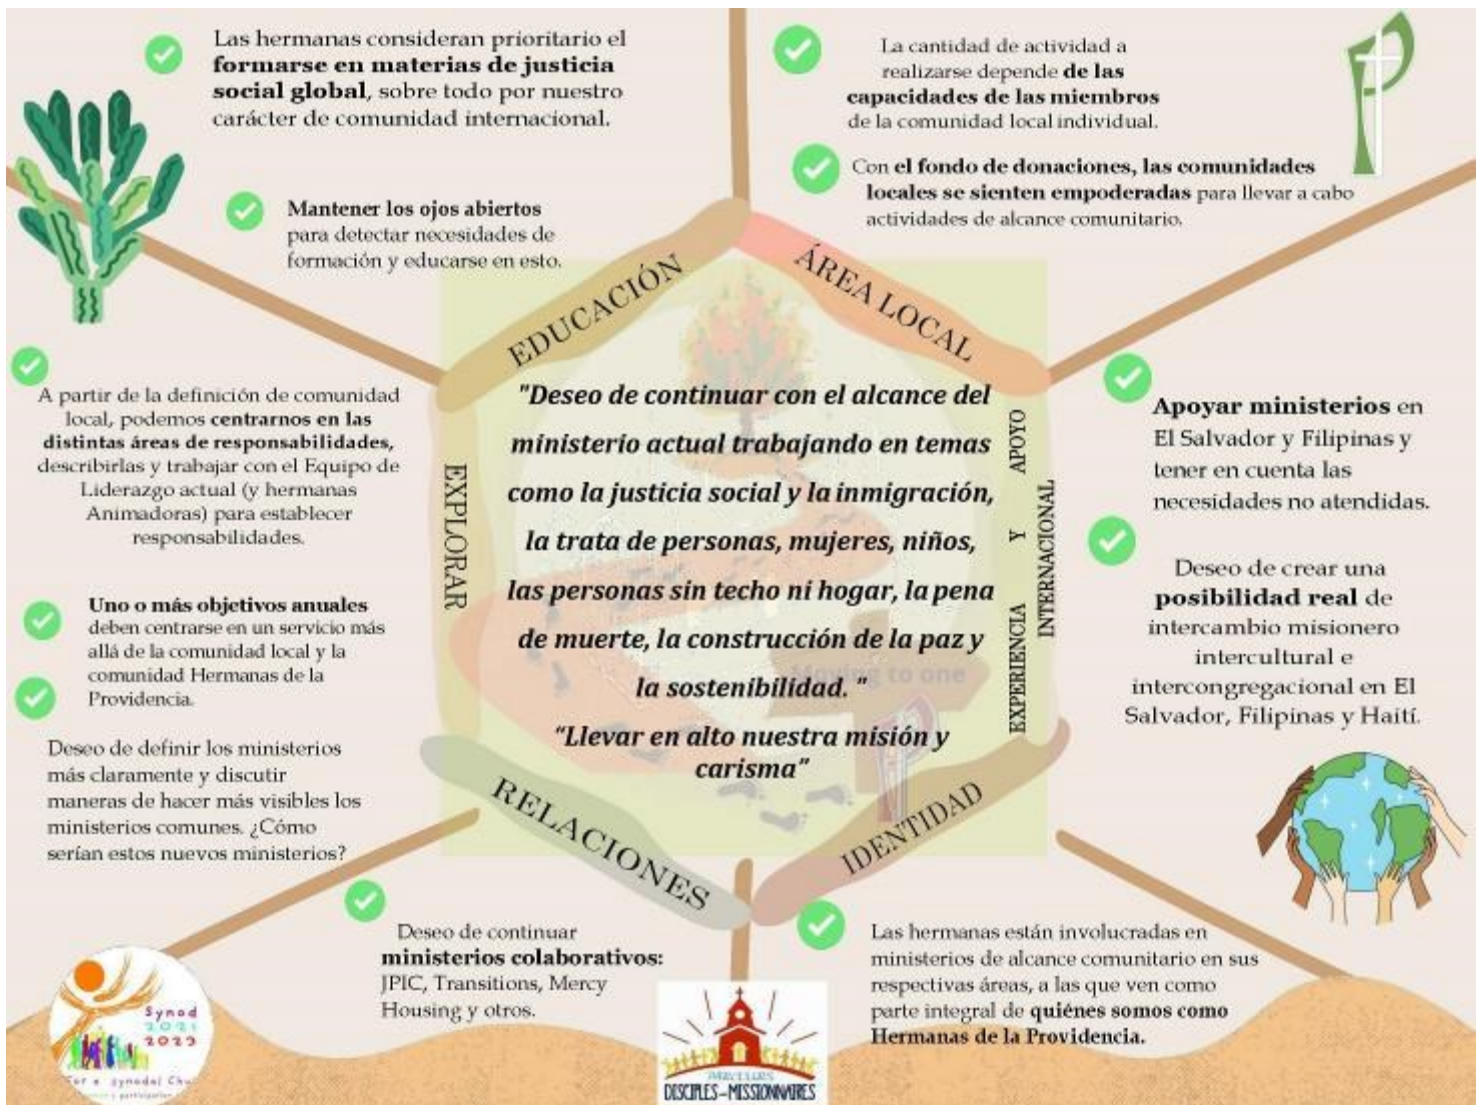 Las hermanas consideran prioritario el
formarse en materias de justicia
social global, sobre todo por nuestro
carácter de comunidad internacional.
Mantener los ojos abiertos
para detectar necesidades de
formación y educarse en esto.
La cantidad de actividad a
realizarse depende de las
capacidades de las miembros
de la comunidad local individual.
Con el fondo de donaciones, las comunidades
locales se sienten empoderadas para llevar a cabo
actividades de alcance comunitario.
EDUCACIÓN
ÁREA LOCAL
A partir de la definición de comunidad
local, podemos centrarnos en las
distintas áreas de responsabilidades,
describirlas y trabajar con el Equipo de
Liderazgo actual (y hermanas
Animadoras) para establecer
responsabilidades.
Uno o más objetivos anuales
deben centrarse en un servicio más
allá de la comunidad local y la
comunidad Hermanas de la
Providencia.
Deseo de definir los ministerios
más claramente y discutir
maneras de hacer más visibles los
ministerios comunes. ¿Cómo
serían estos nuevos ministerios?
EXPLORAR
"Deseo de continuar con el alcance del
ministerio actual trabajando en temas
como la justicia social y la inmigración,
la trata de personas, mujeres, niños,
las personas sin techo ni hogar, la pena
de muerte, la construcción de la paz y
la sostenibilidad. "
"Llevar en alto nuestra misión y
carisma"
Moving to one
EXPERIENCIA Y APOYO
INTERNACIONAL
Apoyar ministerios en
El Salvador y Filipinas y
tener en cuenta las
necesidades no atendidas.
Deseo de crear una
posibilidad real de
intercambio misionero
intercultural e
intercongregacional en El
Salvador, Filipinas y Haití.
RELACIONES
IDENTIDAD
Deseo de continuar
ministerios colaborativos:
JPIC, Transitions, Mercy
Housing y otros.
Las hermanas están involucradas en
ministerios de alcance comunitario en sus
respectivas áreas, a las que ven como
parte integral de quiénes somos como
Hermanas de la Providencia.
Synod
2021
2023
For a synodal Chu
participation
DISCIPLES-MISSIONNAIRES